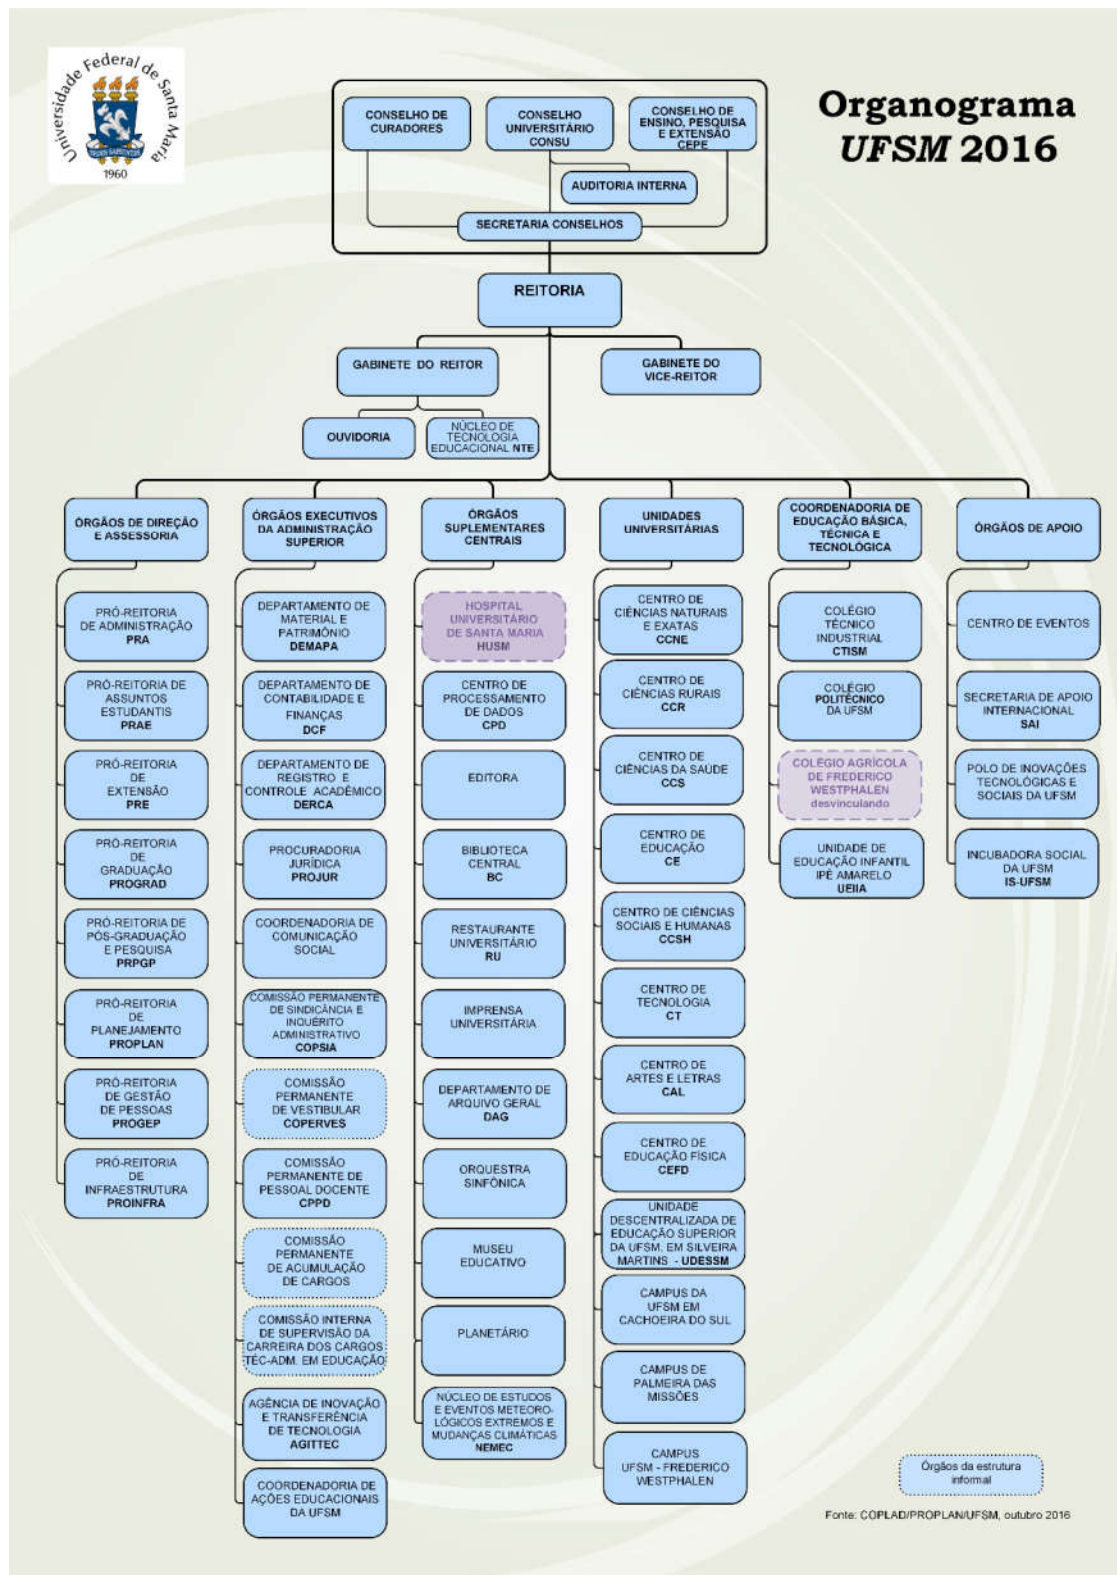 Universidade Federal de Santa Maria
1960
Organograma
UFSM 2016
CONSELHO DE
CURADORES
CONSELHO
UNIVERSITÁRIO
CONSU
CONSELHO DE
ENSINO, PESQUISA
E EXTENSÃO
CEPE
AUDITORIA INTERNA
SECRETARIA CONSELHOS
REITORIA
GABINETE DO REITOR
GABINETE DO
VICE-REITOR
OUVIDORIA
NÚCLEO DE
TECNOLOGIA
EDUCACIONAL NTE
ÓRGÃOS DE DIREÇÃO
E ASSESSORIA
PRÓ-REITORIA
DE ADMINISTRAÇÃO
PRA
PRÓ-REITORIA DE
ASSUNTOS
ESTUDANTIS
PRAE
PRÓ-REITORIA
DE
EXTENSÃO
PRE
PRÓ-REITORIA
DE
GRADUAÇÃO
PROGRAD
PRÓ-REITORIA DE
PÓS-GRADUAÇÃO
E PESQUISA
PRPGP
PRÓ-REITORIA
DE
PLANEJAMENTO
PROPLAN
PRÓ-REITORIA
DE GESTÃO
DE PESSOAS
PROGEP
PRÓ-REITORIA
DE
INFRAESTRUTURA
PROINFRA
ÓRGÃOS EXECUTIVOS
DA ADMINISTRAÇÃO
SUPERIOR
DEPARTAMENTO DE
MATERIAL E
PATRIMÔNIO
DEMAPA
DEPARTAMENTO DE
CONTABILIDADE E
FINANÇAS
DCF
DEPARTAMENTO DE
REGISTRO E
CONTROLE ACADÊMICO
DERCA
PROCURADORIA
JURÍDICA
PROJUR
COORDENADORIA DE
COMUNICAÇÃO
SOCIAL
COMISSÃO PERMANENTE
DE SINDICÂNCIA E
INQUÉRITO
ADMINISTRATIVO
COPSIA
COMISSÃO
PERMANENTE
DE VESTIBULAR
COPERVES
COMISSÃO
PERMANENTE DE
PESSOAL DOCENTE
CPPD
COMISSÃO
PERMANENTE
DE ACUMULAÇÃO
DE CARGOS
COMISSÃO INTERNA
DE SUPERVISÃO DA
CARREIRA DOS CARGOS
TÉC-ADM. EM EDUCAÇÃO
AGÊNCIA DE INOVAÇÃO
E TRANSFERÊNCIA
DE TECNOLOGIA
AGITTEC
COORDENADORIA DE
AÇÕES EDUCACIONAIS
DA UFSM
ÓRGÃOS
SUPLEMENTARES
CENTRAIS
HOSPITAL
UNIVERSITÁRIO
DE SANTA MARIA
HUSM
CENTRO DE
PROCESSAMENTO
DE DADOS
CPD
EDITORA
BIBLIOTECA
CENTRAL
BC
RESTAURANTE
UNIVERSITÁRIO
RU
IMPRENSA
UNIVERSITÁRIA
DEPARTAMENTO DE
ARQUIVO GERAL
DAG
ORQUESTRA
SINFÔNICA
MUSEU
EDUCATIVO
PLANETÁRIO
NÚCLEO DE ESTUDOS
E EVENTOS METEORO-
LÓGICOS EXTREMOS E
MUDANÇAS CLIMÁTICAS
NEMEC
UNIDADES
UNIVERSITÁRIAS
CENTRO DE
CIÊNCIAS NATURAIS
E EXATAS
CCNE
CENTRO DE
CIÊNCIAS RURAIS
CCR
CENTRO DE
CIÊNCIAS DA SAÚDE
CCS
CENTRO DE
EDUCAÇÃO
CE
CENTRO DE CIÊNCIAS
SOCIAIS E HUMANAS
CCSH
CENTRO DE
TECNOLOGIA
CT
CENTRO DE
ARTES E LETRAS
CAL
CENTRO DE
EDUCAÇÃO FÍSICA
CEFD
UNIDADE
DESCENTRALIZADA DE
EDUCAÇÃO SUPERIOR
DA UFSM. EM SILVEIRA
MARTINS - UDESSM
CAMPUS DA
UFSM EM
CACHOEIRA DO SUL
CAMPUS DE
PALMEIRA DAS
MISSÕES
CAMPUS
UFSM - FREDERICO
WESTPHALEN
COORDENADORIA DE
EDUCAÇÃO BÁSICA,
TÉCNICA E
TECNOLÓGICA
COLÉGIO
TÉCNICO
INDUSTRIAL
CTISM
COLÉGIO
POLITÉCNICO
DA UFSM
COLÉGIO AGRÍCOLA
DE FREDERICO
WESTPHALEN
desvinculando
UNIDADE DE
EDUCAÇÃO INFANTIL
IPÊ AMARELO
UEIIA
ÓRGÃOS DE APOIO
CENTRO DE EVENTOS
SECRETARIA DE APOIO
INTERNACIONAL
SAI
POLO DE INOVAÇÕES
TECNOLÓGICAS E
SOCIAIS DA UFSM
INCUBADORA SOCIAL
DA UFSM
IS-UFSM
Órgãos da estrutura
informal
Fonte: COPLAD/PROPLAN/UFSM, outubro 2016